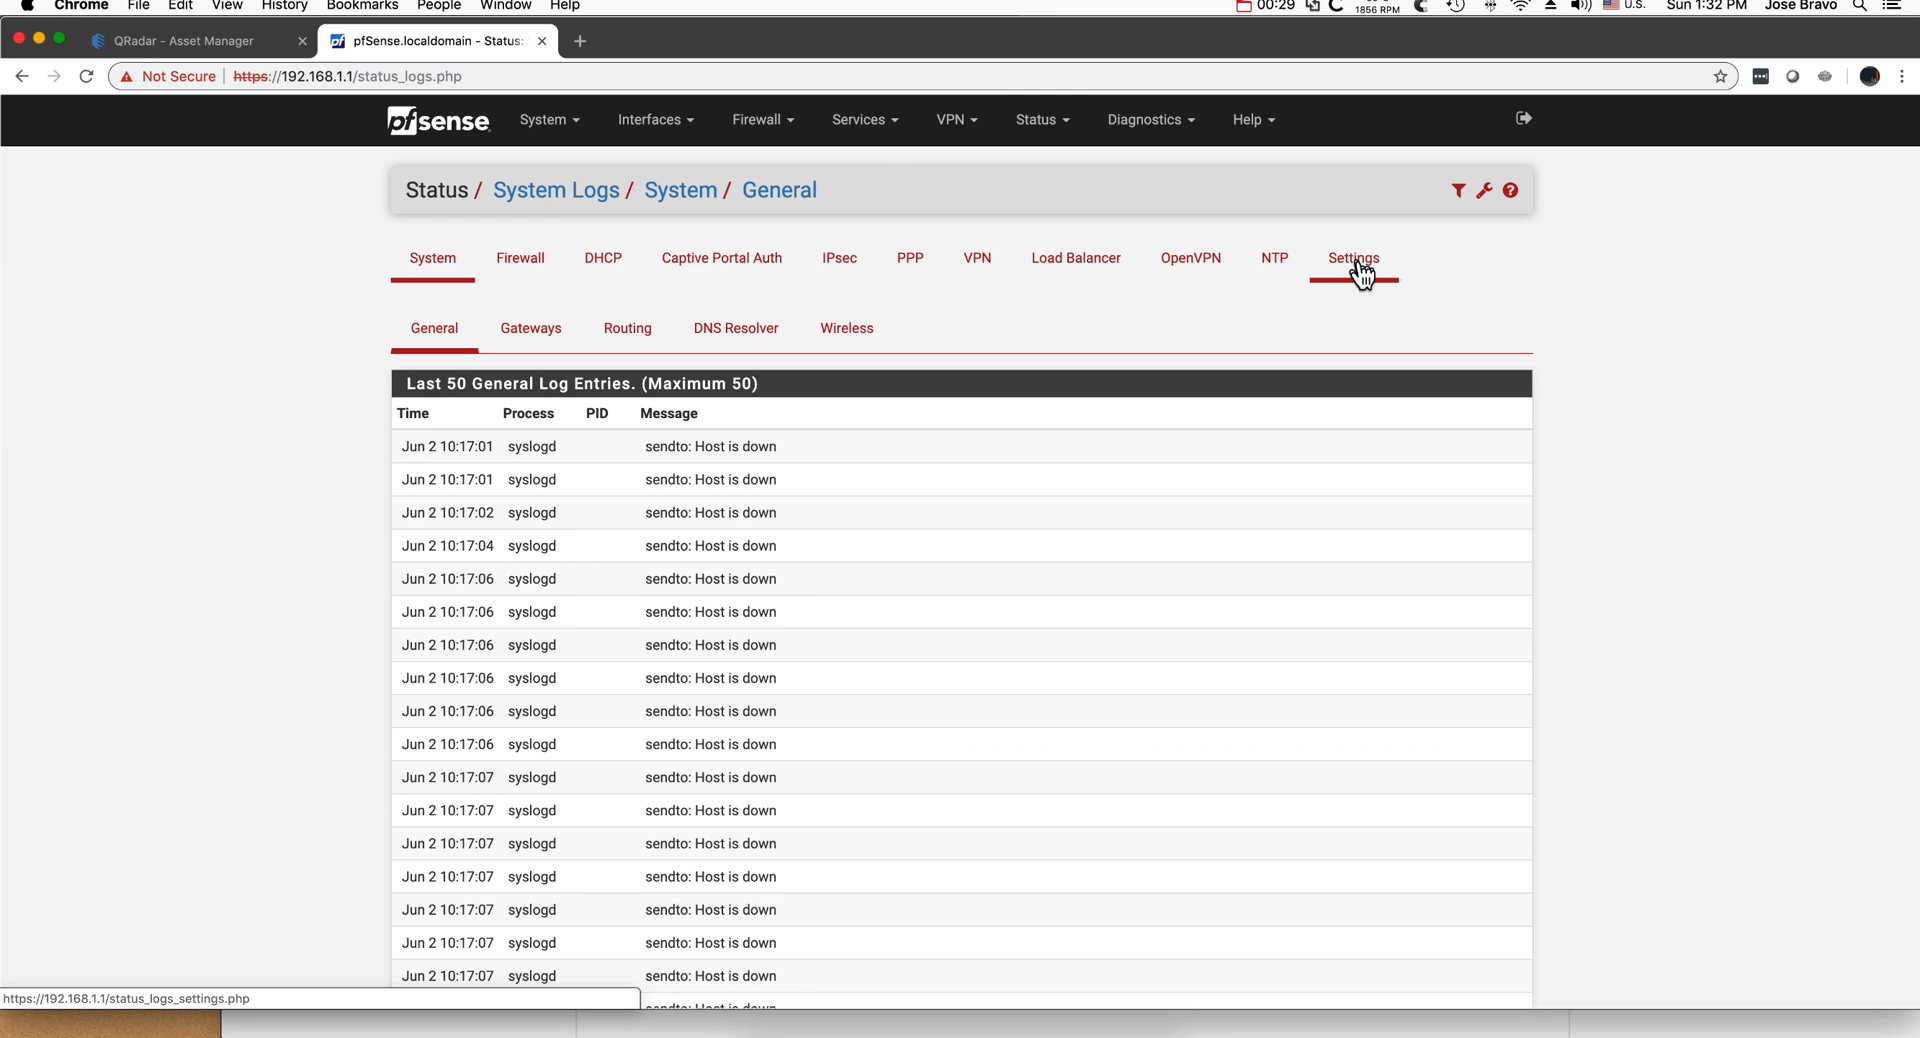 Chrome File Edit View History Bookmarks People Window Help 00:29 1856 RPM U.S. Sun 1:32 PM Jose Bravo
QRadar - Asset Manager pfSense.localdomain - Status:
Not Secure https://192.168.1.1/status_logs.php
pfsense System Interfaces Firewall Services VPN Status Diagnostics Help
Status / System Logs / System / General
System Firewall DHCP Captive Portal Auth IPsec PPP VPN Load Balancer OpenVPN NTP Settings
General Gateways Routing DNS Resolver Wireless
Last 50 General Log Entries. (Maximum 50)
Time Process PID Message
Jun 2 10:17:01 syslogd sendto: Host is down
Jun 2 10:17:01 syslogd sendto: Host is down
Jun 2 10:17:02 syslogd sendto: Host is down
Jun 2 10:17:04 syslogd sendto: Host is down
Jun 2 10:17:06 syslogd sendto: Host is down
Jun 2 10:17:06 syslogd sendto: Host is down
Jun 2 10:17:06 syslogd sendto: Host is down
Jun 2 10:17:06 syslogd sendto: Host is down
Jun 2 10:17:06 syslogd sendto: Host is down
Jun 2 10:17:06 syslogd sendto: Host is down
Jun 2 10:17:07 syslogd sendto: Host is down
Jun 2 10:17:07 syslogd sendto: Host is down
Jun 2 10:17:07 syslogd sendto: Host is down
Jun 2 10:17:07 syslogd sendto: Host is down
Jun 2 10:17:07 syslogd sendto: Host is down
Jun 2 10:17:07 syslogd sendto: Host is down
Jun 2 10:17:07 syslogd sendto: Host is down
https://192.168.1.1/status_logs_settings.php